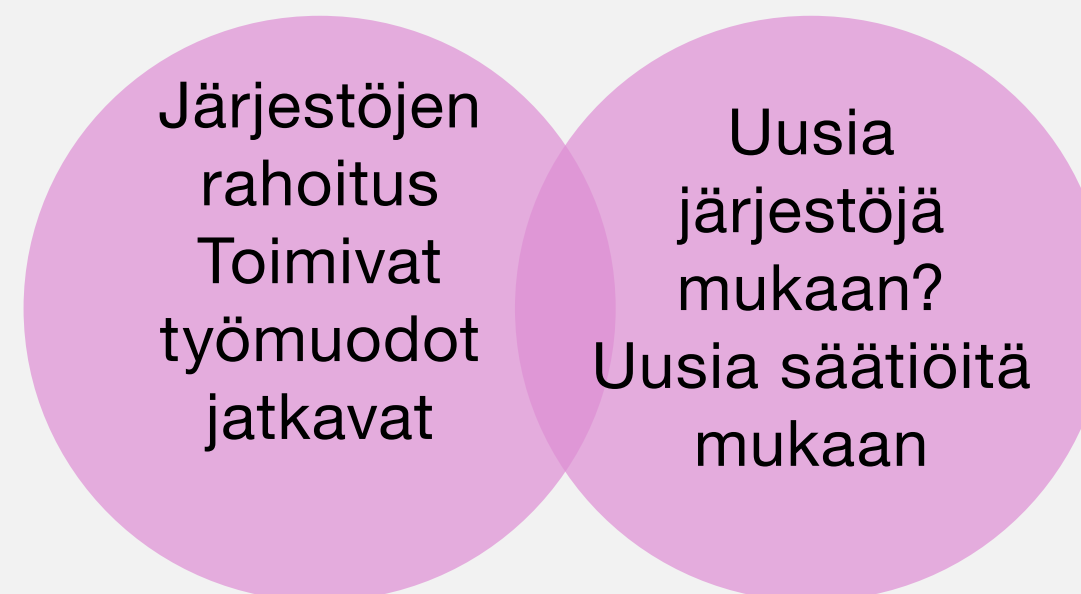 Järjestöjen
rahoitus
Toimivat
työmuodot
jatkavat
Uusia
järjestöjä
mukaan?
Uusia säätiöitä
mukaan